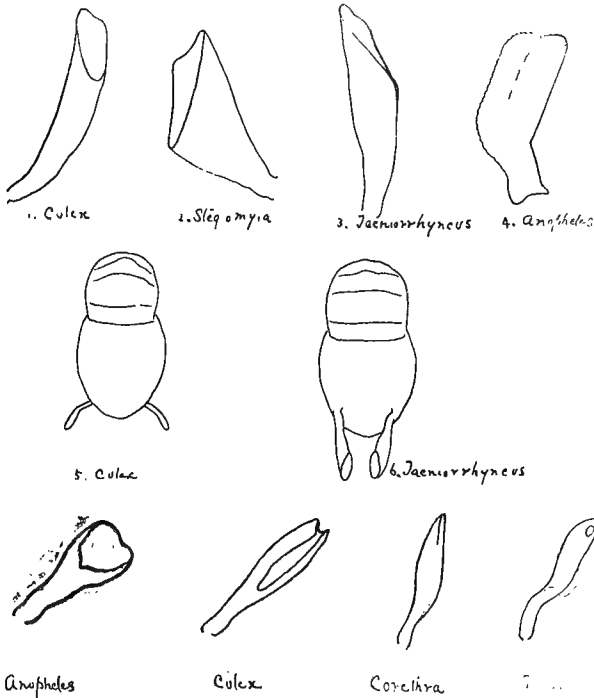 1. Culex 2. Stegomyia 3. Taeniorrhyncus 4. Anopheles
5. Culex 6. Taeniorrhyncus
Anopheles Culex Corethra